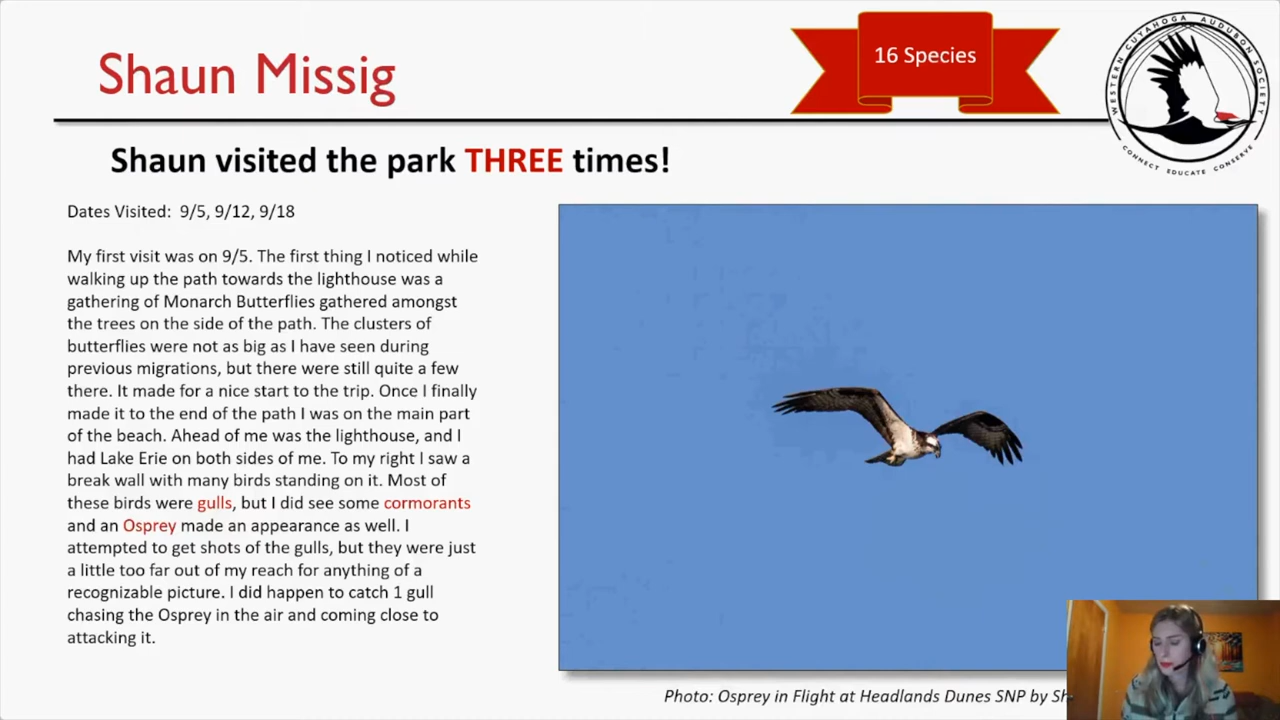 Shaun Missig
16 Species
WESTERN CUYAHOGA AUDUBON SOCIETY
CONNECT EDUCATE CONSERVE
Shaun visited the park THREE times!
Dates Visited: 9/5, 9/12, 9/18
My first visit was on 9/5. The first thing I noticed while
walking up the path towards the lighthouse was a
gathering of Monarch Butterflies gathered amongst
the trees on the side of the path. The clusters of
butterflies were not as big as I have seen during
previous migrations, but there were still quite a few
there. It made for a nice start to the trip. Once I finally
made it to the end of the path I was on the main part
of the beach. Ahead of me was the lighthouse, and I
had Lake Erie on both sides of me. To my right I saw a
break wall with many birds standing on it. Most of
these birds were gulls, but I did see some cormorants
and an Osprey made an appearance as well. I
attempted to get shots of the gulls, but they were just
a little too far out of my reach for anything of a
recognizable picture. I did happen to catch 1 gull
chasing the Osprey in the air and coming close to
attacking it.
Photo: Osprey in Flight at Headlands Dunes SNP by